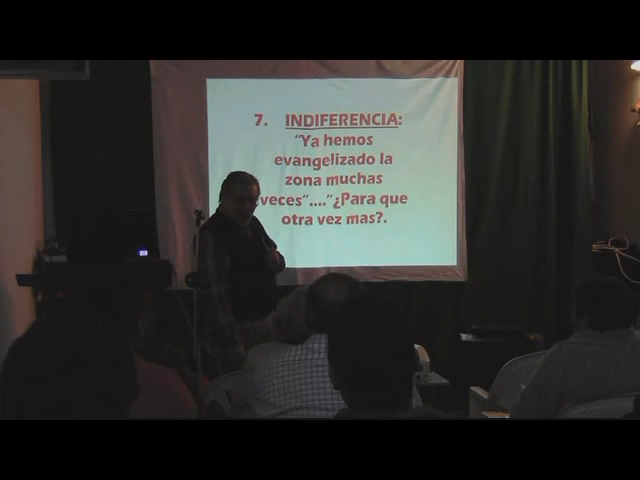 7. INDIFERENCIA:
"Ya hemos
evangelizado la
zona muchas
veces"...."¿Para que
otra vez mas?.